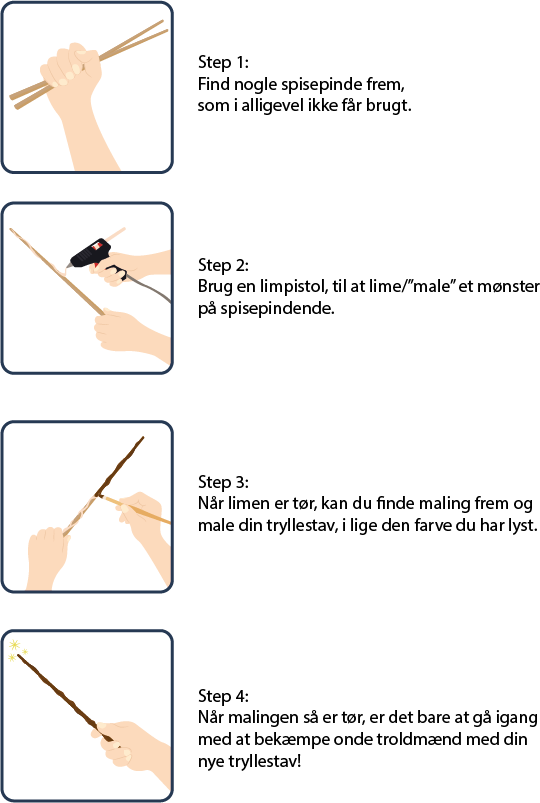 Step 1:
Find nogle spisepinde frem,
som i alligevel ikke får brugt.
Step 2:
Brug en limpistol, til at lime/”male” et mønster
på spisepindende.
Step 3:
Når limen er tør, kan du finde maling frem og
male din tryllestav, i lige den farve du har lyst.
Step 4:
Når malingen så er tør, er det bare at gå igang
med at bekæmpe onde troldmænd med din
nye tryllestav!